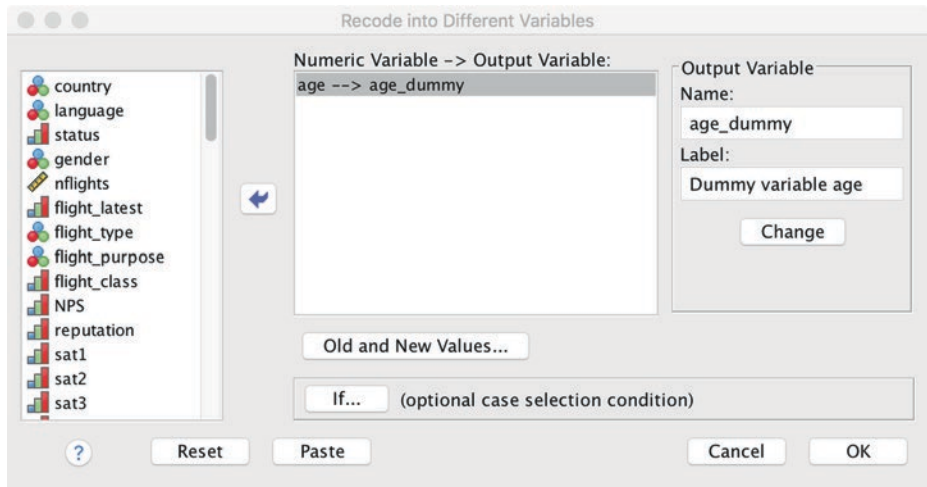 Recode into Different Variables
country
language
status
gender
nflights
flight_latest
flight_type
flight_purpose
flight_class
NPS
reputation
sat1
sat2
sat3
Numeric Variable -> Output Variable:
age --> age_dummy
Output Variable
Name:
age_dummy
Label:
Dummy variable age
Change
Old and New Values...
If... (optional case selection condition)
? Reset Paste Cancel OK